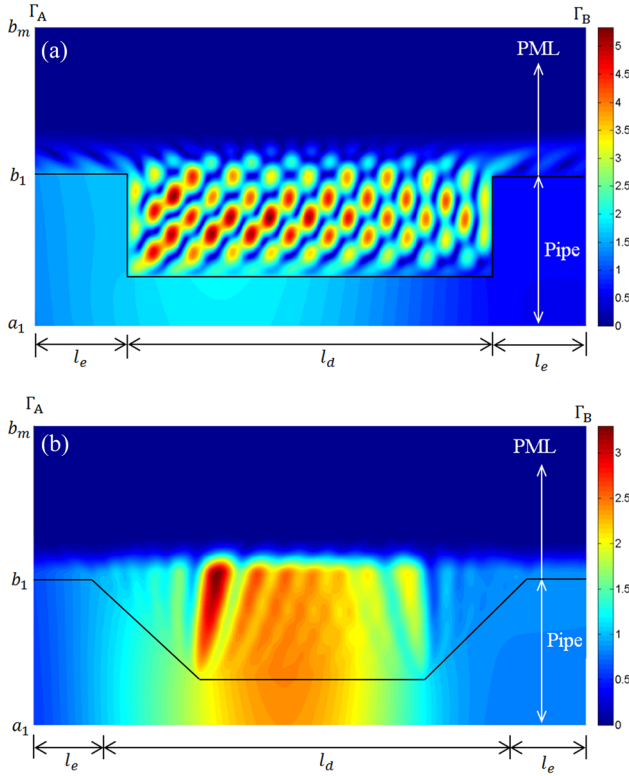 Γ_A Γ_B
b_m
(a)
PML
5
4.5
4
3.5
3
2.5
2
1.5
1
0.5
0
b_1
Pipe
a_1
l_e l_d l_e
Γ_A Γ_B
b_m
(b)
PML
3
2.5
2
1.5
1
0.5
0
b_1
Pipe
a_1
l_e l_d l_e